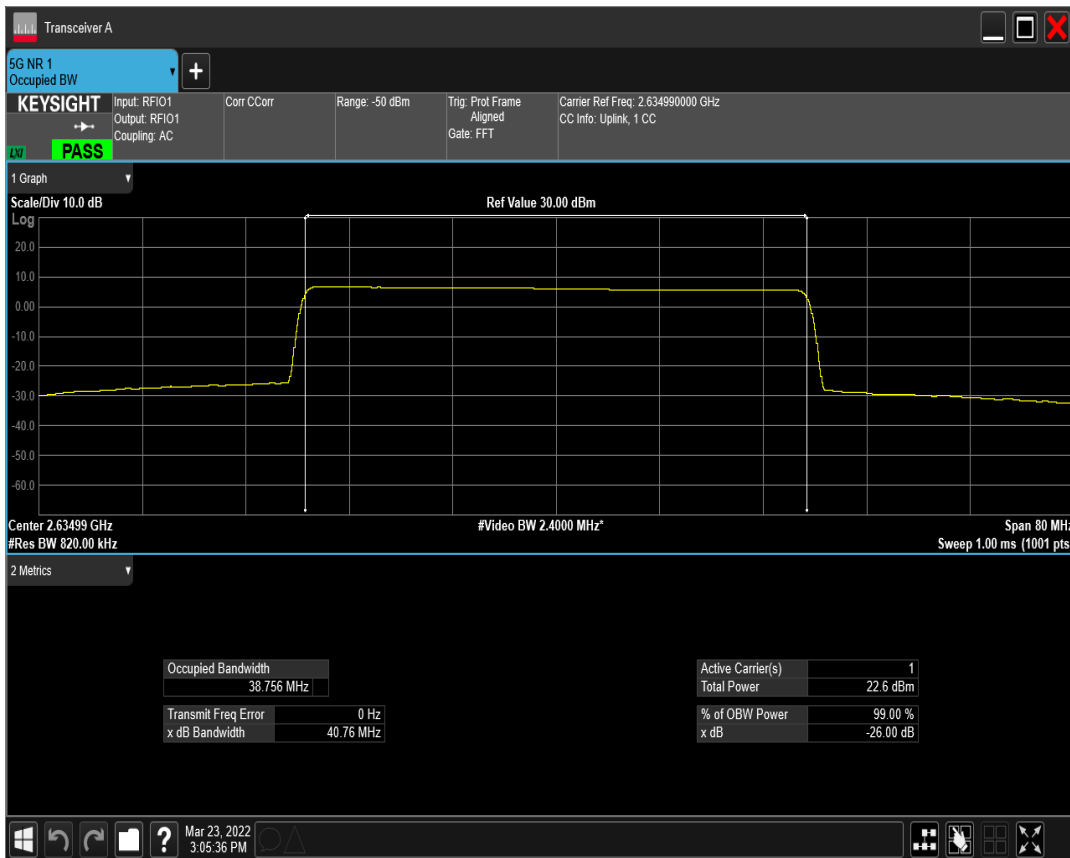 Transceiver A
5G NR 1
Occupied BW
+
KEYSIGHT
LXI
PASS
Input: RFIO1
Output: RFIO1
Coupling: AC
Corr CCorr
Range: -50 dBm
Trig: Prot Frame
Aligned
Gate: FFT
Carrier Ref Freq: 2.634990000 GHz
CC Info: Uplink, 1 CC
1 Graph
Scale/Div 10.0 dB
Ref Value 30.00 dBm
Log
20.0
10.0
0.00
-10.0
-20.0
-30.0
-40.0
-50.0
-60.0
Center 2.63499 GHz
#Video BW 2.4000 MHz*
Span 80 MHz
#Res BW 820.00 kHz
Sweep 1.00 ms (1001 pts
2 Metrics
Occupied Bandwidth
38.756 MHz
Transmit Freq Error 0 Hz
x dB Bandwidth 40.76 MHz
Active Carrier(s) 1
Total Power 22.6 dBm
% of OBW Power 99.00 %
x dB -26.00 dB
?
Mar 23, 2022
3:05:36 PM